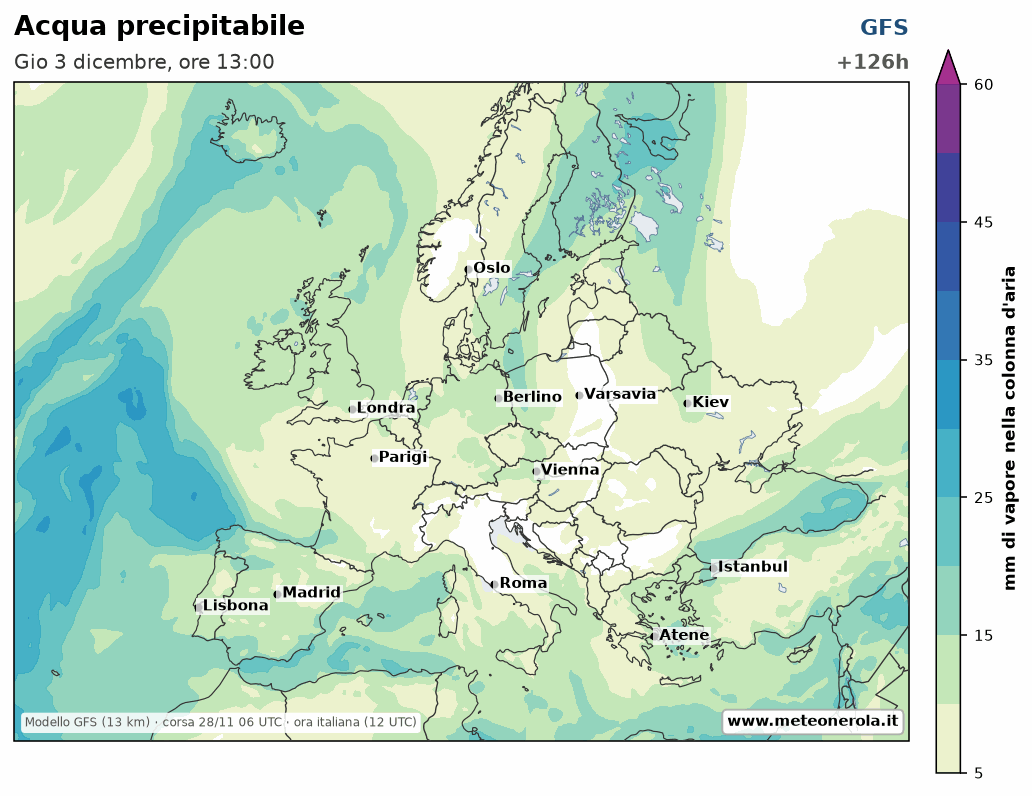 Acqua precipitabile
GFS
Gio 3 dicembre, ore 13:00
+126h
60
45
35
25
15
5
mm di vapore nella colonna d'aria
Oslo
Berlino
Varsavia
Kiev
Londra
Parigi
Vienna
Istanbul
Roma
Madrid
Lisbona
Atene
Modello GFS (13 km) · corsa 28/11 06 UTC · ora italiana (12 UTC)
www.meteonerola.it